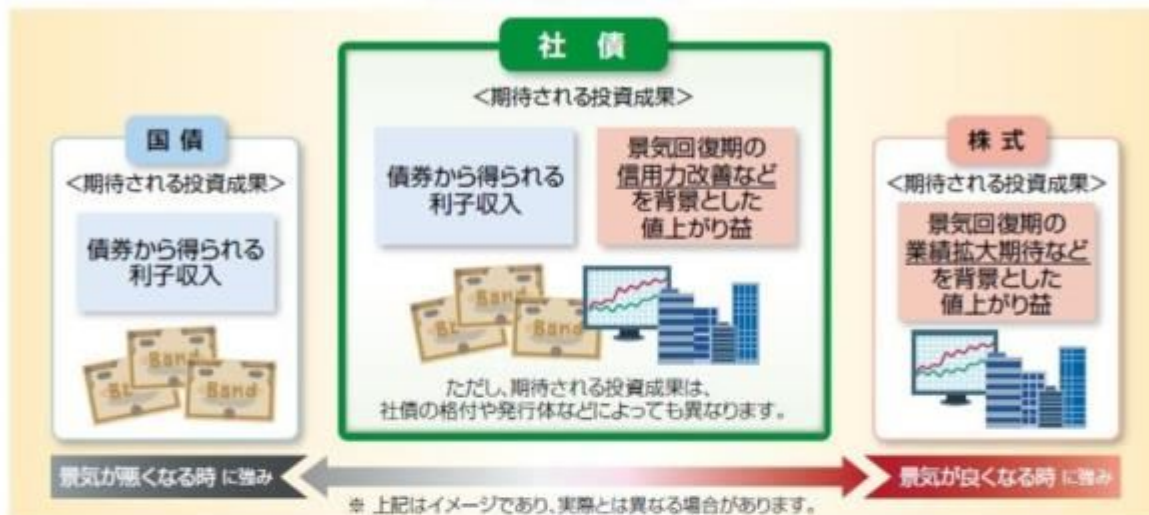 社債
＜期待される投資成果＞
債券から得られる
利子収入
景気回復期の
信用力改善など
を背景とした
値上がり益
Bond
Bond
ただし、期待される投資成果は、
社債の格付や発行体などによっても異なります。
国債
＜期待される投資成果＞
債券から得られる
利子収入
Bond
Bond
株式
＜期待される投資成果＞
景気回復期の
業績拡大期待など
を背景とした
値上がり益
景気が悪くなる時 に強み
景気が良くなる時 に強み
※ 上記はイメージであり、実際とは異なる場合があります。